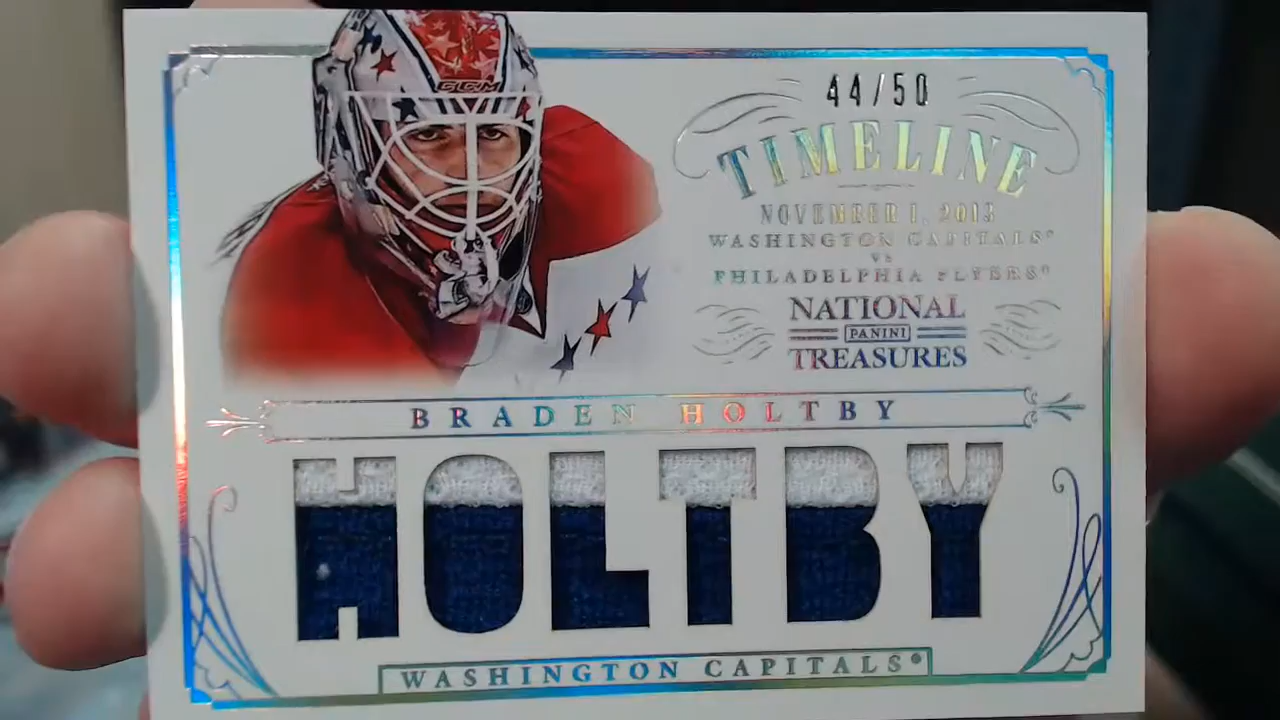 CCM
44/50
TIMELINE
NOVEMBER 1, 2013
WASHINGTON CAPITALS®
VS
PHILADELPHIA FLYERS®
NATIONAL
PANINI
TREASURES
BRADEN HOLTBY
HOLTBY
WASHINGTON CAPITALS®